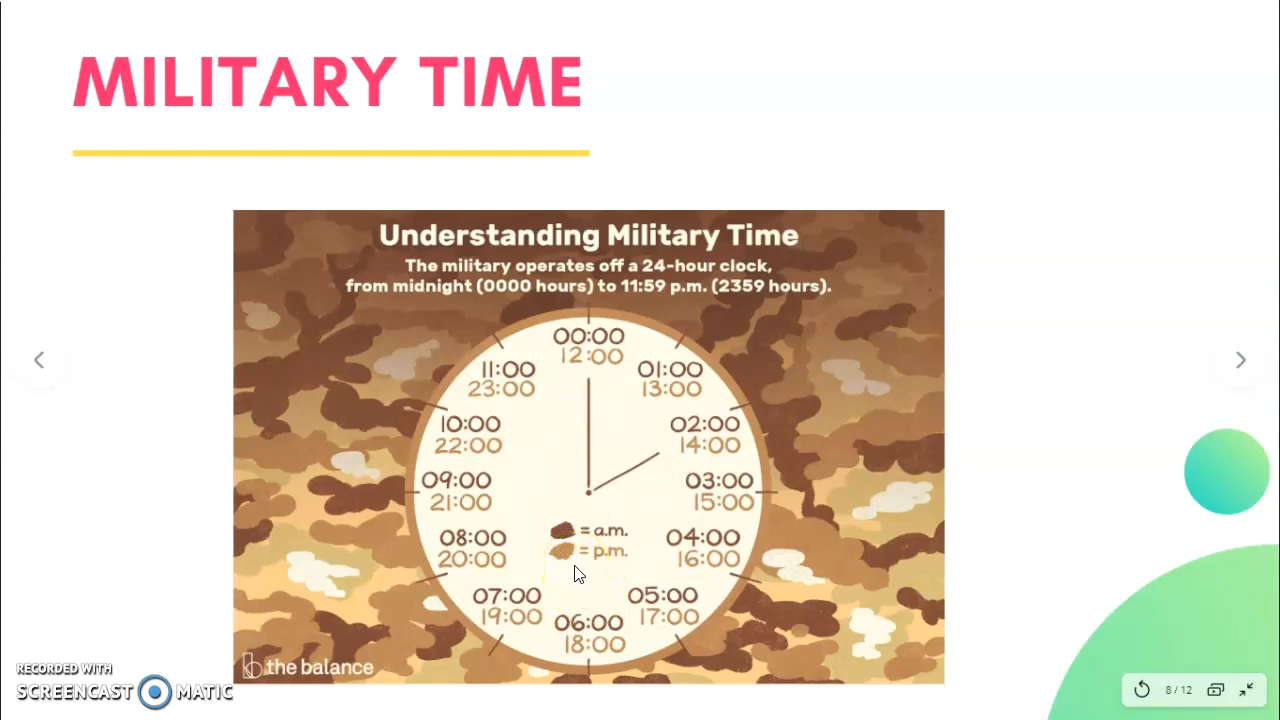 MILITARY TIME
Understanding Military Time
The military operates off a 24-hour clock,
from midnight (0000 hours) to 11:59 p.m. (2359 hours).
00:00
12:00
11:00
23:00
01:00
13:00
10:00
22:00
02:00
14:00
09:00
21:00
03:00
15:00
= a.m.
= p.m.
08:00
20:00
04:00
16:00
07:00
19:00
05:00
17:00
06:00
18:00
b the balance
RECORDED WITH
SCREENCAST MATIC
8 / 12